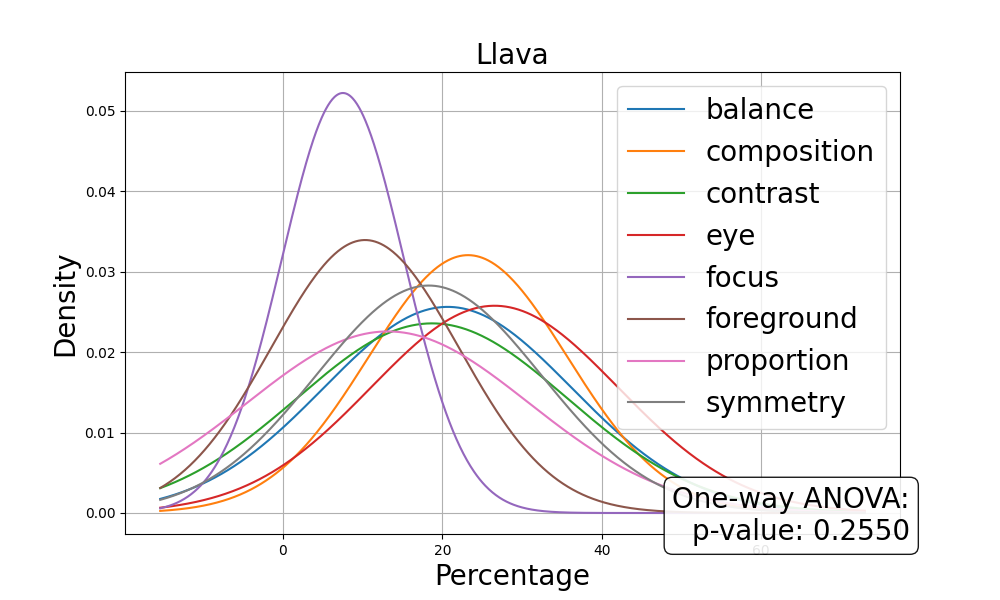 Llava
Density
0.05
0.04
0.03
0.02
0.01
0.00
balance
composition
contrast
eye
focus
foreground
proportion
symmetry
One-way ANOVA:
p-value: 0.2550
0
20
40
60
Percentage